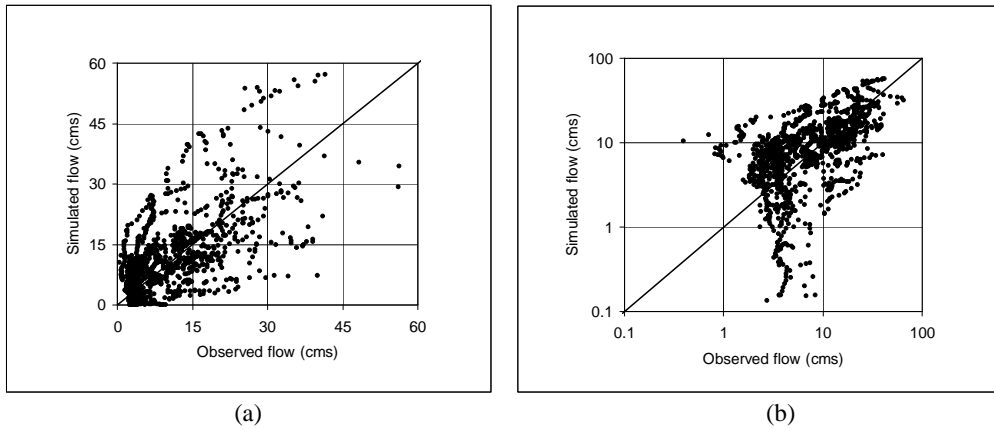 60
45
30
15
0
Simulated flow (cms)
0 15 30 45 60
Observed flow (cms)
(a)
100
10
1
0.1
Simulated flow (cms)
0.1 1 10 100
Observed flow (cms)
(b)